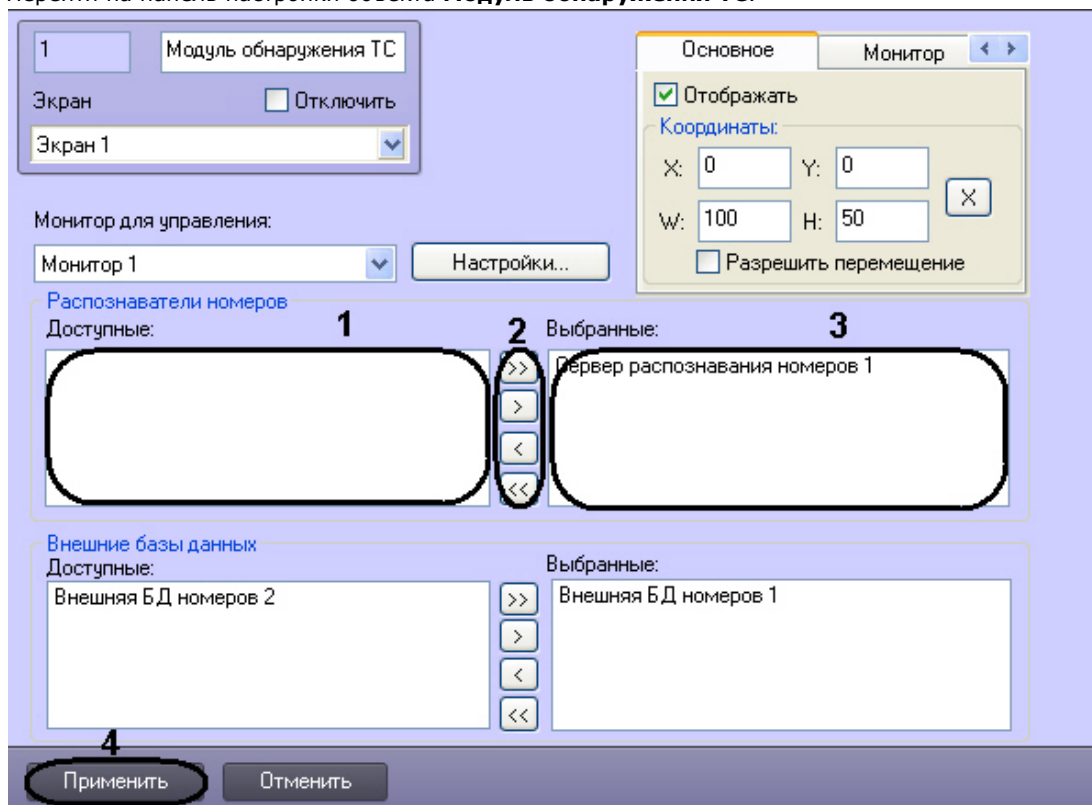 Перейти на панель настройки объекта Модуль обнаружения ТС.
1 Модуль обнаружения ТС
Экран Отключить
Экран 1
Основное Монитор
Отображать
Координаты:
X: 0 Y: 0
X
W: 100 H: 50
Разрешить перемещение
Монитор для управления:
Монитор 1 Настройки...
Распознаватели номеров
Доступные: 1 2 Выбранные: 3
>> Сервер распознавания номеров 1
>
<
<<
Внешние базы данных
Доступные: Выбранные:
Внешняя БД номеров 2 >> Внешняя БД номеров 1
>
<
<<
4
Применить Отменить